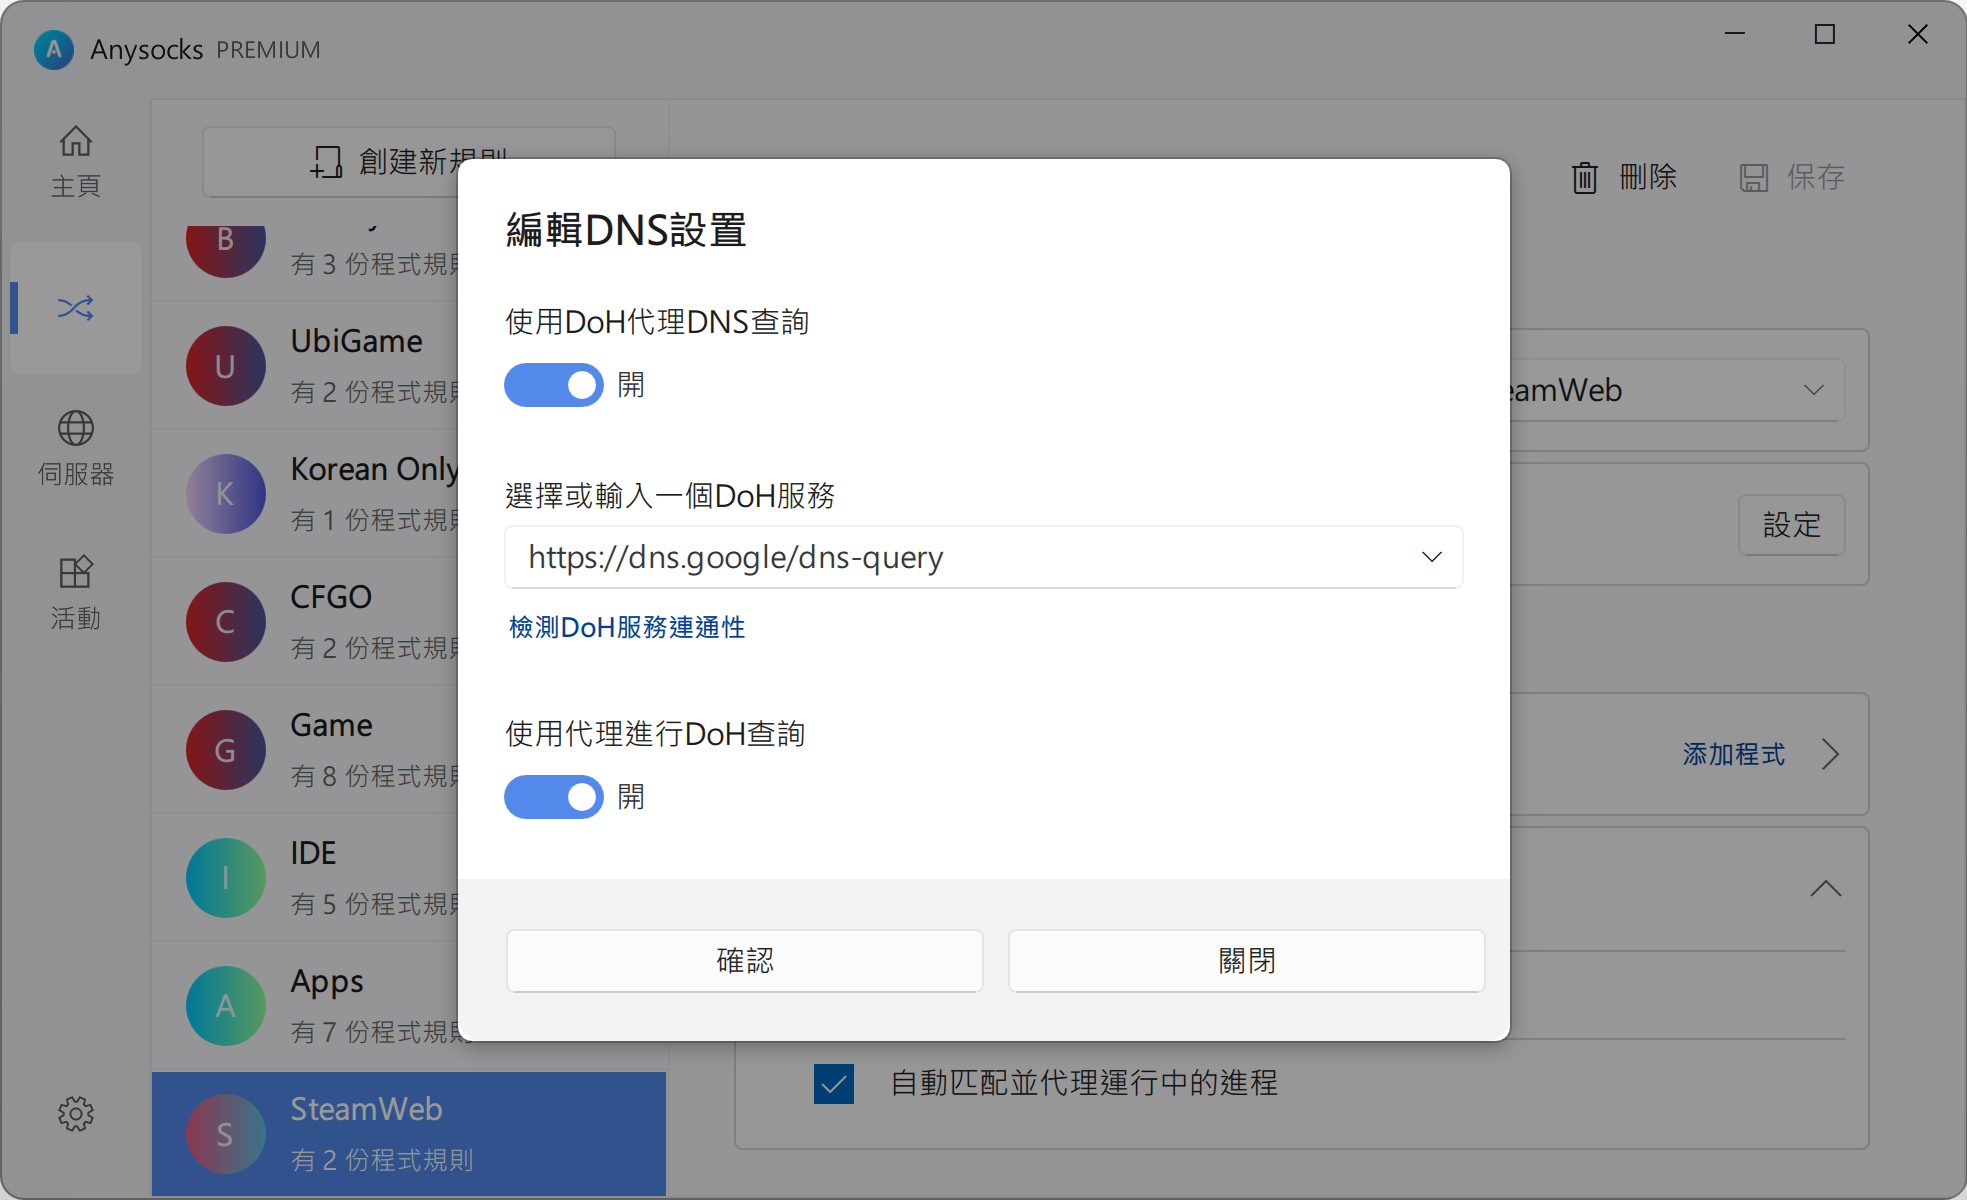 Anysocks PREMIUM
主頁
伺服器
活動
創建新規則
B
有 3 份程式規則
U
UbiGame
有 2 份程式規則
K
Korean Only
有 1 份程式規則
C
CFGO
有 2 份程式規則
G
Game
有 8 份程式規則
I
IDE
有 5 份程式規則
A
Apps
有 7 份程式規則
S
SteamWeb
有 2 份程式規則
刪除
保存
eamWeb
設定
添加程式
自動匹配並代理運行中的進程
編輯DNS設置
使用DoH代理DNS查詢
開
選擇或輸入一個DoH服務
https://dns.google/dns-query
檢測DoH服務連通性
使用代理進行DoH查詢
開
確認
關閉